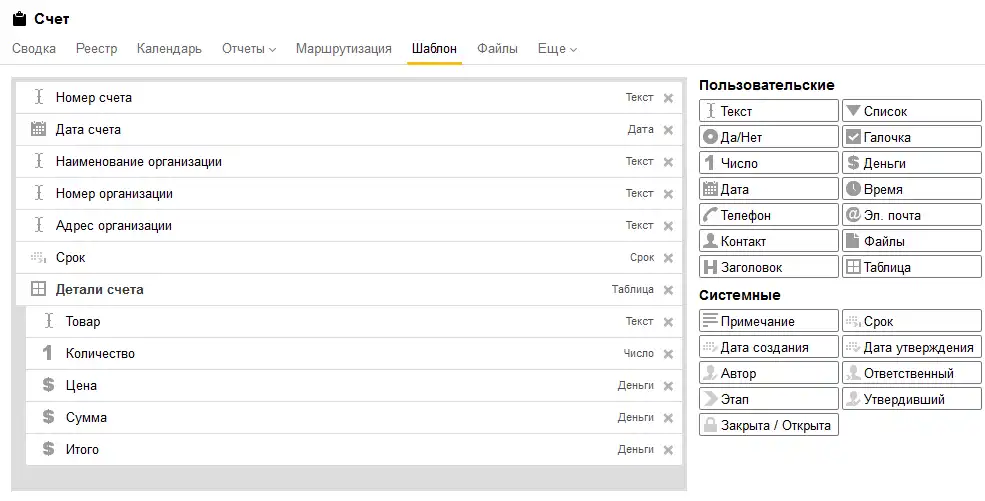 Счет
Сводка Реестр Календарь Отчеты Маршрутизация Шаблон Файлы Еще
Номер счета Текст
Дата счета Дата
Наименование организации Текст
Номер организации Текст
Адрес организации Текст
Срок Срок
Детали счета Таблица
Товар Текст
Количество Число
Цена Деньги
Сумма Деньги
Итого Деньги
Пользовательские
Текст Список
Да/Нет Галочка
Число Деньги
Дата Время
Телефон Эл. почта
Контакт Файлы
Заголовок Таблица
Системные
Примечание Срок
Дата создания Дата утверждения
Автор Ответственный
Этап Утвердивший
Закрыта / Открыта